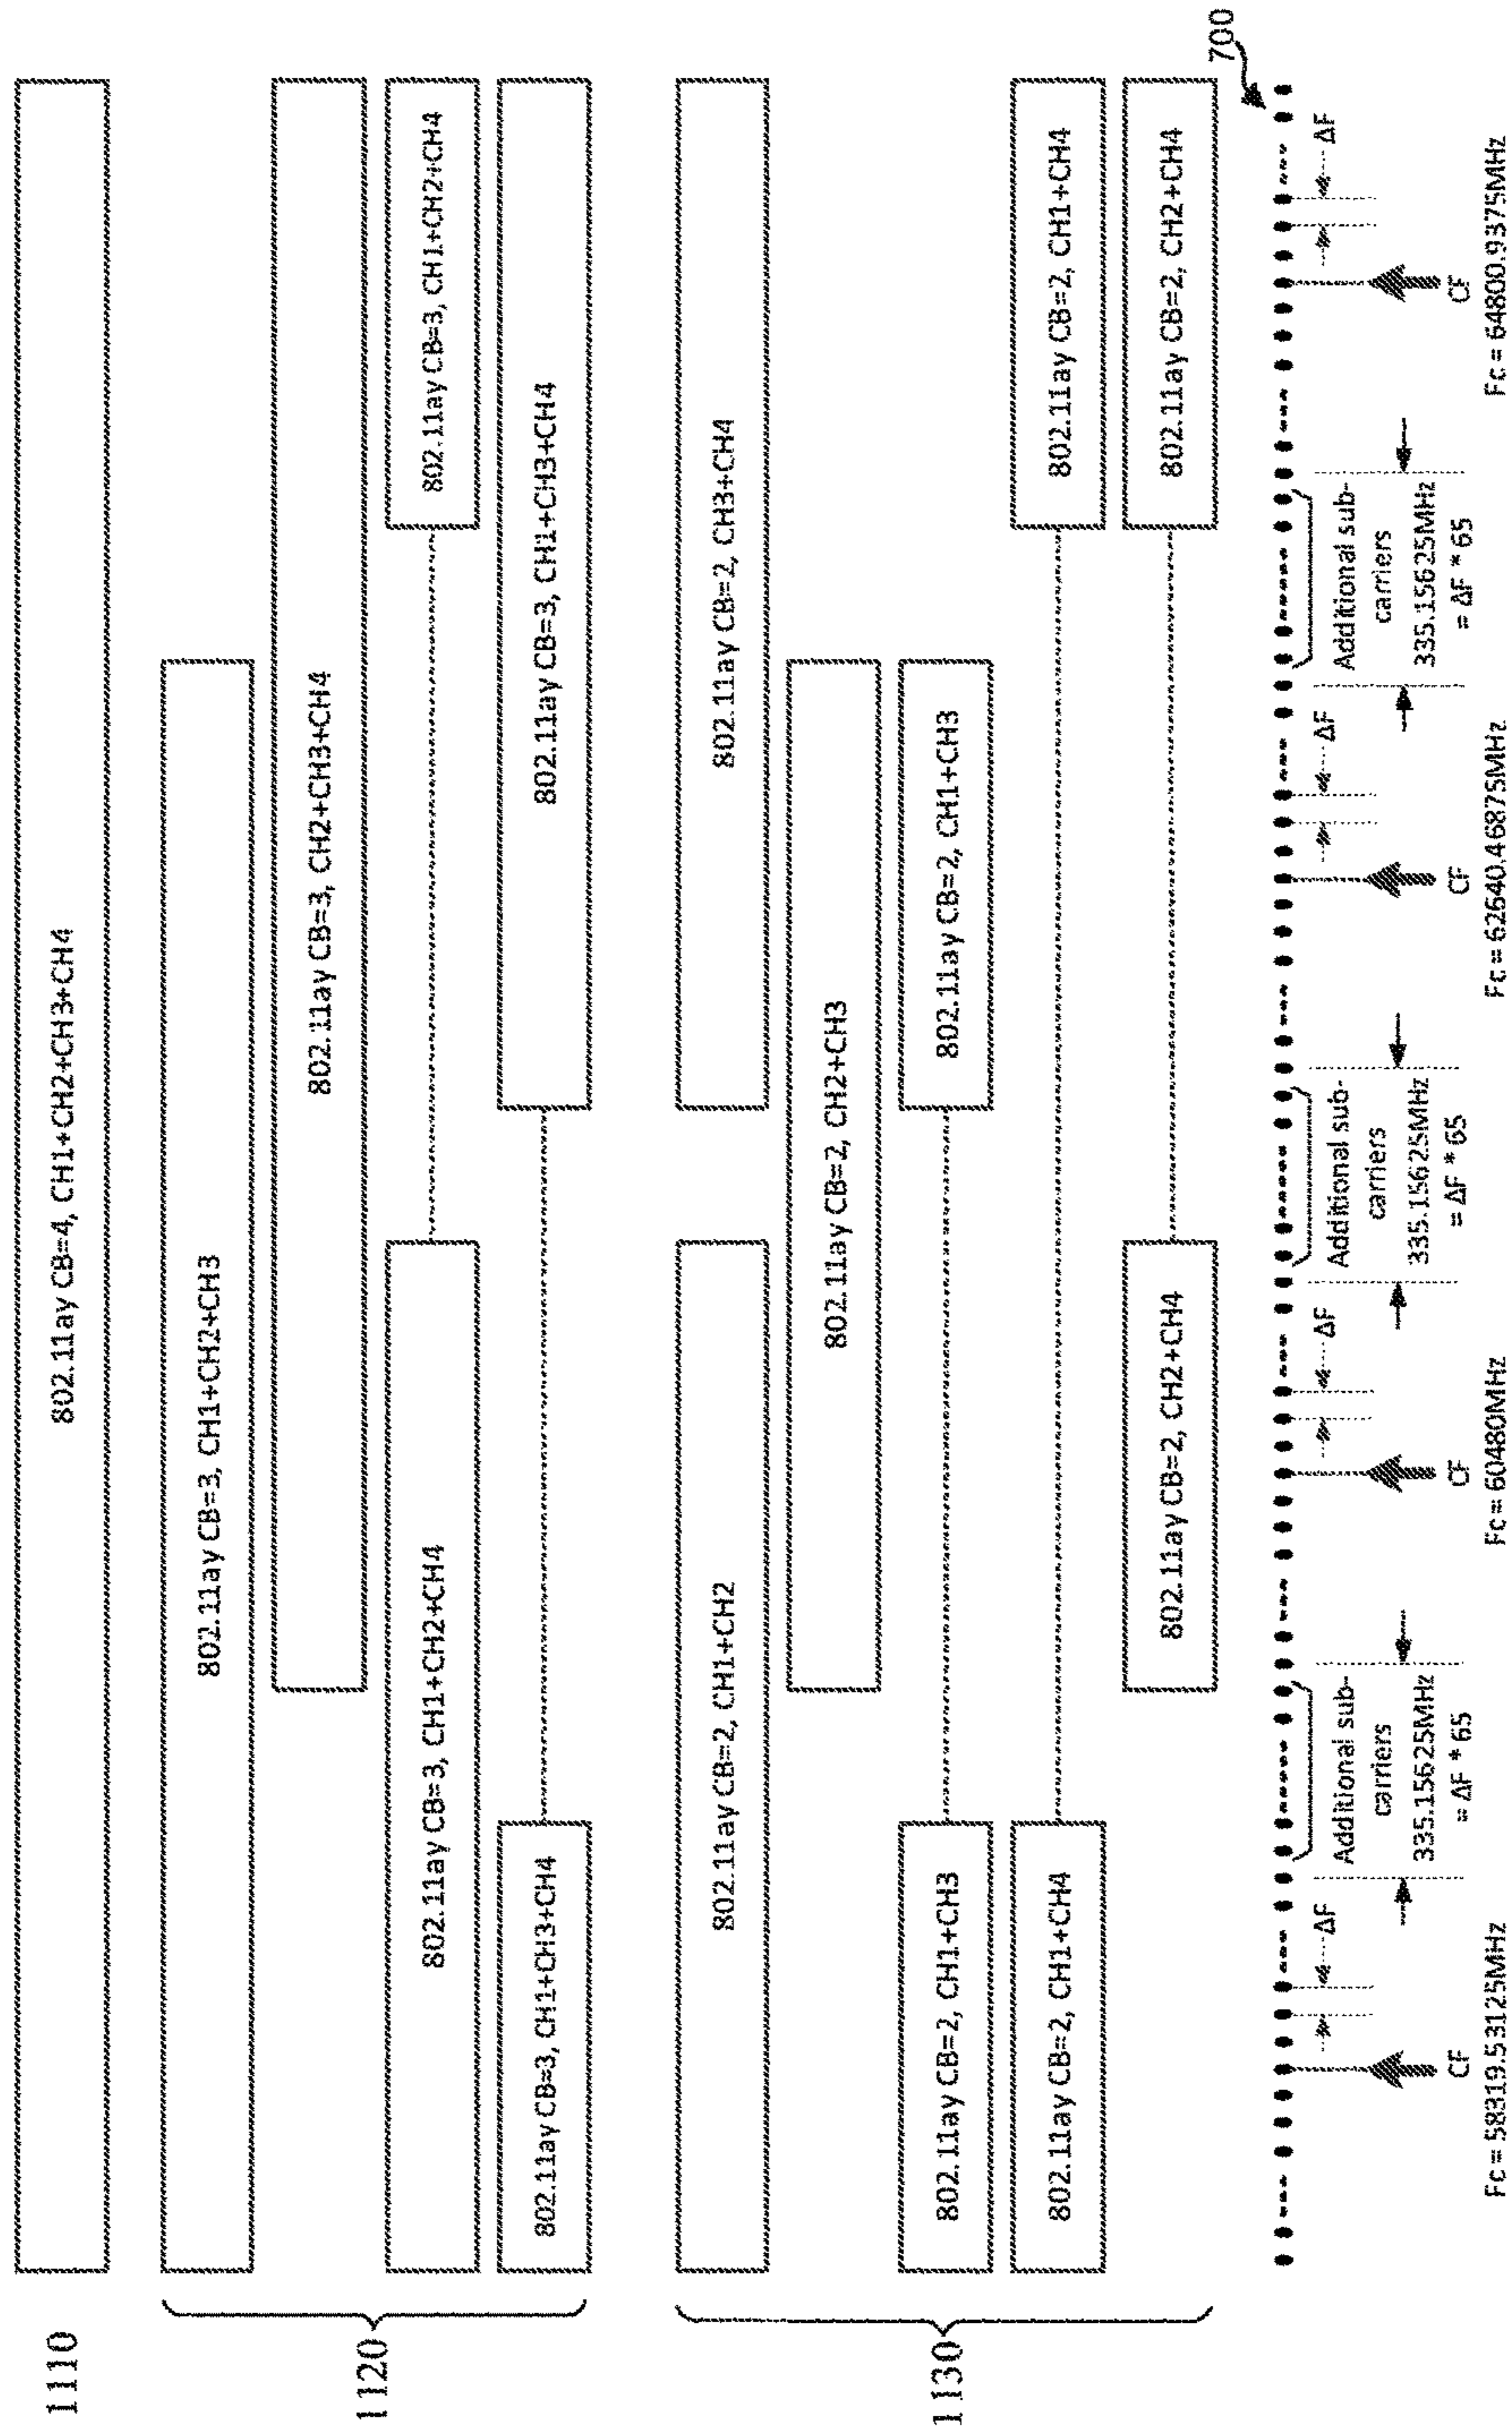 1110
802.11ay CB=4, CH1+CH2+CH3+CH4
1120
802.11ay CB=3, CH1+CH2+CH3
802.11ay CB=3, CH2+CH3+CH4
802.11ay CB=3, CH1+CH2+CH4
802.11ay CB=3, CH1+CH2+CH4
802.11ay CB=3, CH1+CH3+CH4
802.11ay CB=3, CH1+CH3+CH4
1130
802.11ay CB=2, CH1+CH2
802.11ay CB=2, CH3+CH4
802.11ay CB=2, CH2+CH3
802.11ay CB=2, CH1+CH3
802.11ay CB=2, CH1+CH3
802.11ay CB=2, CH1+CH4
802.11ay CB=2, CH1+CH4
802.11ay CB=2, CH2+CH4
802.11ay CB=2, CH2+CH4
700
ΔF
ΔF
ΔF
ΔF
Additional sub-
carriers
335.15625MHz
= ΔF * 65
Additional sub-
carriers
335.15625MHz
= ΔF * 65
Additional sub-
carriers
335.15625MHz
= ΔF * 65
CF
CF
CF
CF
Fc = 58319.53125MHz
Fc = 60480MHz
Fc = 62640.46875MHz
Fc = 64800.9375MHz